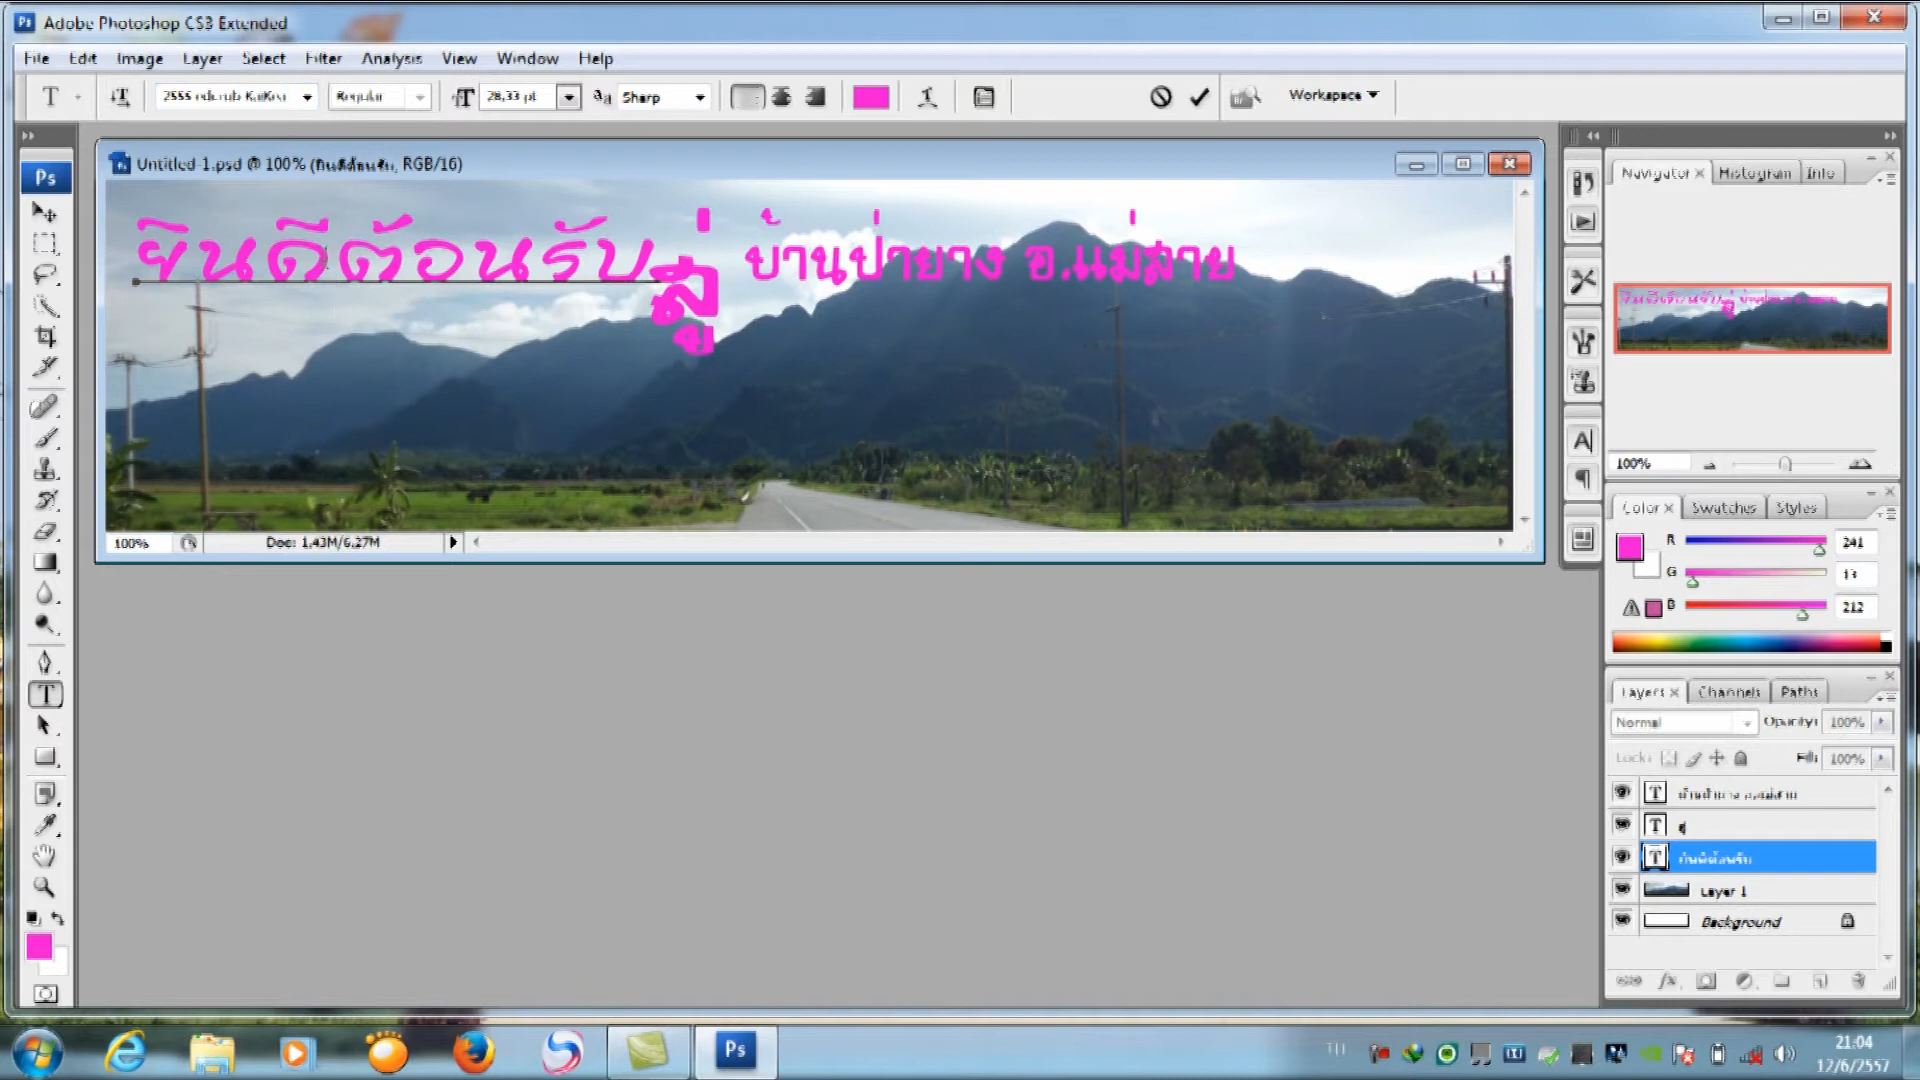 Adobe Photoshop CS3 Extended
File Edit Image Layer Select Filter Analysis View Window Help
Regular 28,33 pt Sharp Workspace
Untitled-1.psd @ 100% (ยินดีต้อนรับ, RGB/16)
ยินดีต้อนรับ สู่ บ้านป่ายาง อ.แม่สาย
100% Doc: 1,43M/6,27M
Navigator Histogram Info
100%
Color Swatches Styles
R 241
G 13
B 212
Layers Channels Paths
Normal Opacity: 100%
Lock: Fill: 100%
บ้านป่ายาง อ.แม่สาย
สู่
ยินดีต้อนรับ
Layer 1
Background
TH
21:04
12/6/2557